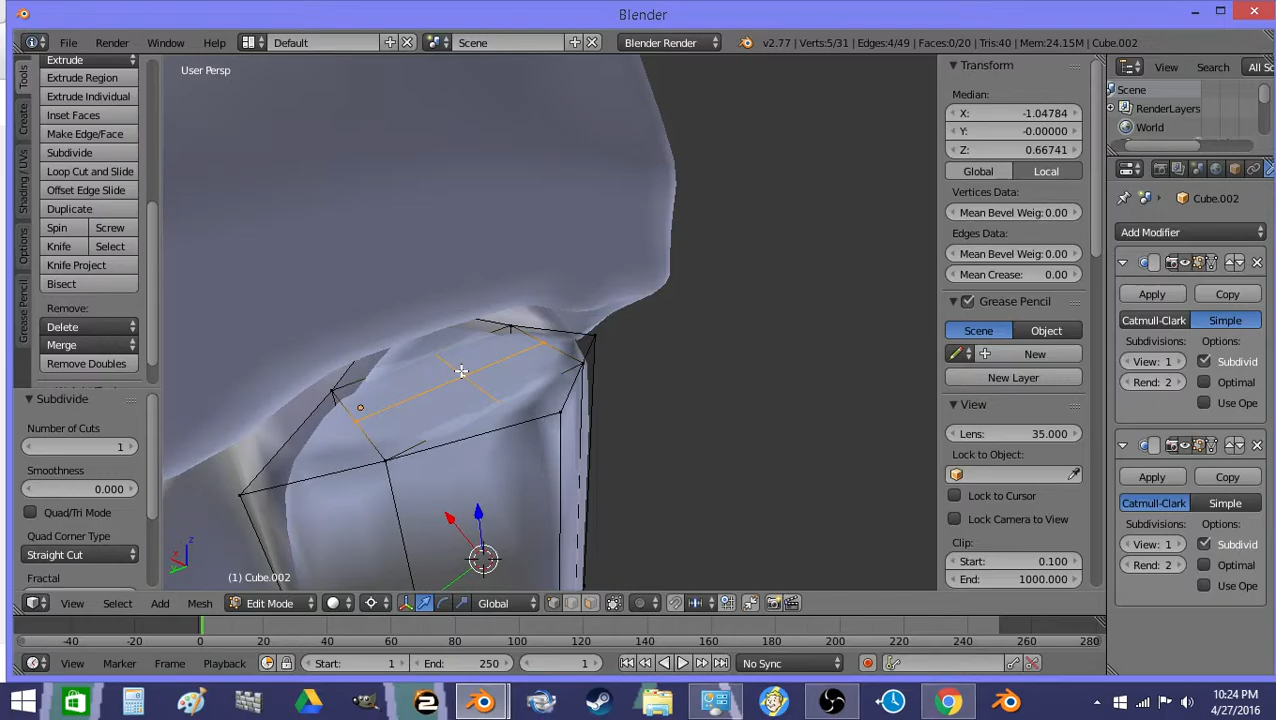 Blender
File Render Window Help Default Scene Blender Render v2.77 | Verts:5/31 | Edges:4/49 | Faces:0/20 | Tris:40 | Mem:24.15M | Cube.002
Extrude
Extrude Region
Extrude Individual
Inset Faces
Make Edge/Face
Subdivide
Loop Cut and Slide
Offset Edge Slide
Duplicate
Spin Screw
Knife Select
Knife Project
Bisect
Remove:
Delete
Merge
Remove Doubles
Subdivide
Number of Cuts
1
Smoothness
0.000
Quad/Tri Mode
Quad Corner Type
Straight Cut
Fractal
Tools
Create
Shading / UVs
Options
Grease Pencil
User Persp
z
x
y
(1) Cube.002
Transform
Median:
X: -1.04784
Y: -0.00000
Z: 0.66741
Global Local
Vertices Data:
Mean Bevel Weig: 0.00
Edges Data:
Mean Bevel Weig: 0.00
Mean Crease: 0.00
Grease Pencil
Scene Object
New
New Layer
View
Lens: 35.000
Lock to Object:
Lock to Cursor
Lock Camera to View
Clip:
Start: 0.100
End: 1000.000
View Search All Sc
Scene
RenderLayers
World
Cube.002
Add Modifier
Apply Copy
Catmull-Clark Simple
Subdivisions: Options:
View: 1 Subdivid
Rend: 2 Optimal
Use Ope
Apply Copy
Catmull-Clark Simple
Subdivisions: Options:
View: 1 Subdivid
Rend: 2 Optimal
Use Ope
View Select Add Mesh Edit Mode Global
-40 -20 0 20 40 60 80 100 120 140 160 180 200 220 240 260 280
View Marker Frame Playback Start: 1 End: 250 1 No Sync
10:24 PM
4/27/2016